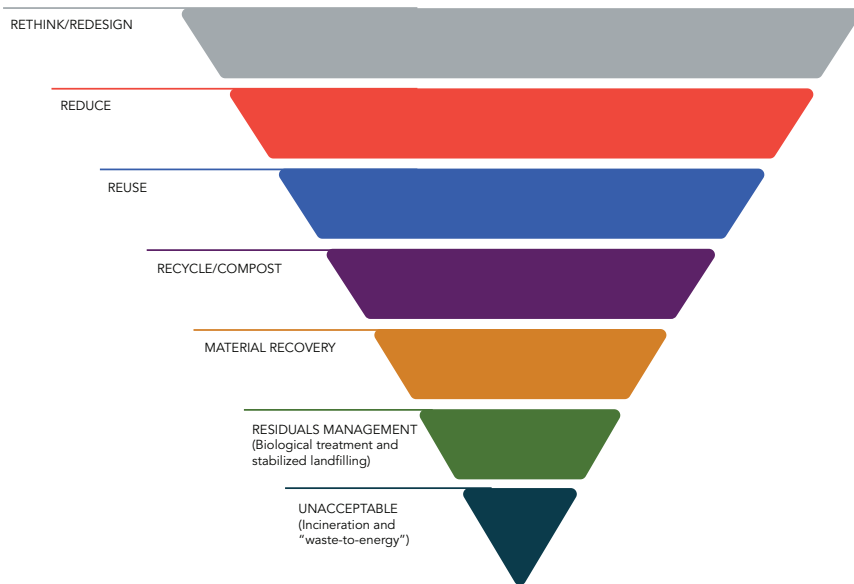 RETHINK/REDESIGN
REDUCE
REUSE
RECYCLE/COMPOST
MATERIAL RECOVERY
RESIDUALS MANAGEMENT
(Biological treatment and
stabilized landfilling)
UNACCEPTABLE
(Incineration and
“waste-to-energy”)